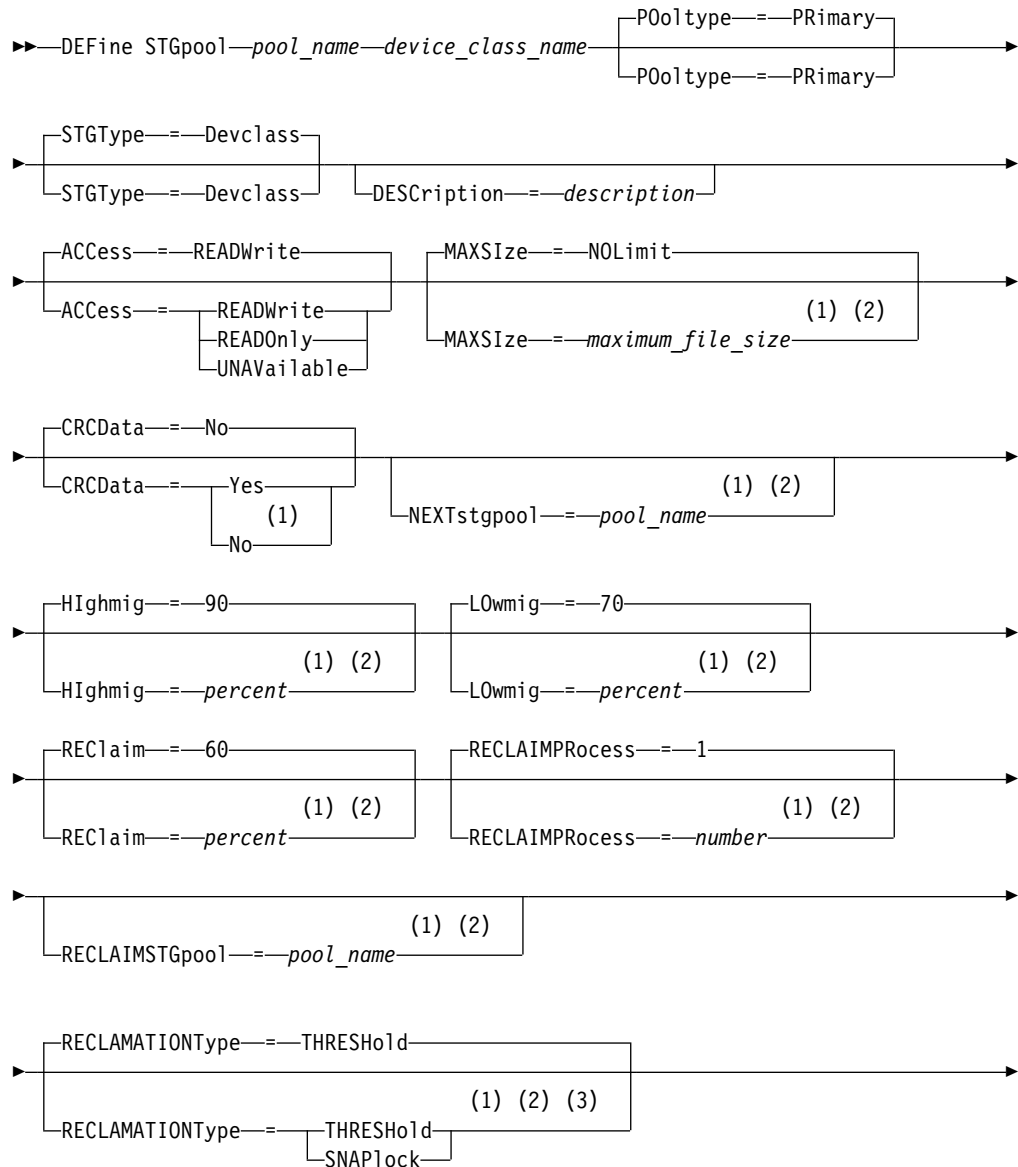 POoltype = PRimary
DEFine STGpool pool_name device_class_name
POoltype = PRimary
STGType = Devclass
STGType = Devclass
DESCription = description
ACCess = READWrite
MAXSIze = NOLimit
ACCess = READWrite
READOnly
UNAVailable
(1) (2)
MAXSIze = maximum_file_size
CRCData = No
CRCData = Yes
(1)
No
(1) (2)
NEXTstgpool = pool_name
HIghmig = 90
LOwmig = 70
(1) (2)
HIghmig = percent
(1) (2)
LOwmig = percent
REClaim = 60
RECLAIMPRocess = 1
(1) (2)
REClaim = percent
(1) (2)
RECLAIMPRocess = number
(1) (2)
RECLAIMSTGpool = pool_name
RECLAMATIONType = THRESHold
(1) (2) (3)
RECLAMATIONType = THRESHold
SNAPlock